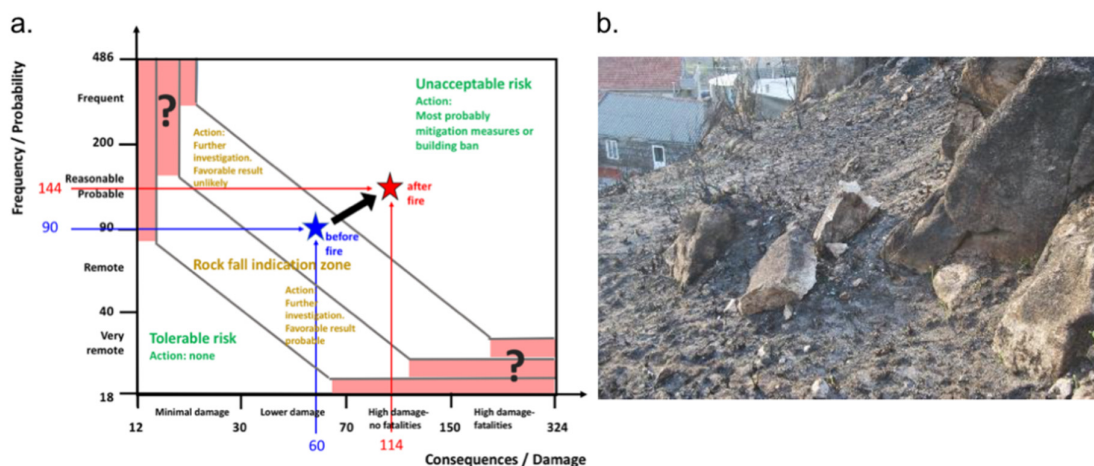 a.
b.
Frequency / Probability
486
Frequent
200
Reasonable
Probable
144
90
90
Remote
40
Very
remote
18
?
Action:
Further
investigation.
Favorable result
unlikely
Unacceptable risk
Action:
Most probably
mitigation measures or
building ban
after
fire
before
fire
Rock fall indication zone
Action:
Further
investigation.
Favorable result
probable
Tolerable risk
Action: none
?
Minimal damage
Lower damage
High damage-
no fatalities
High damage-
fatalities
12
30
60
70
114
150
324
Consequences / Damage